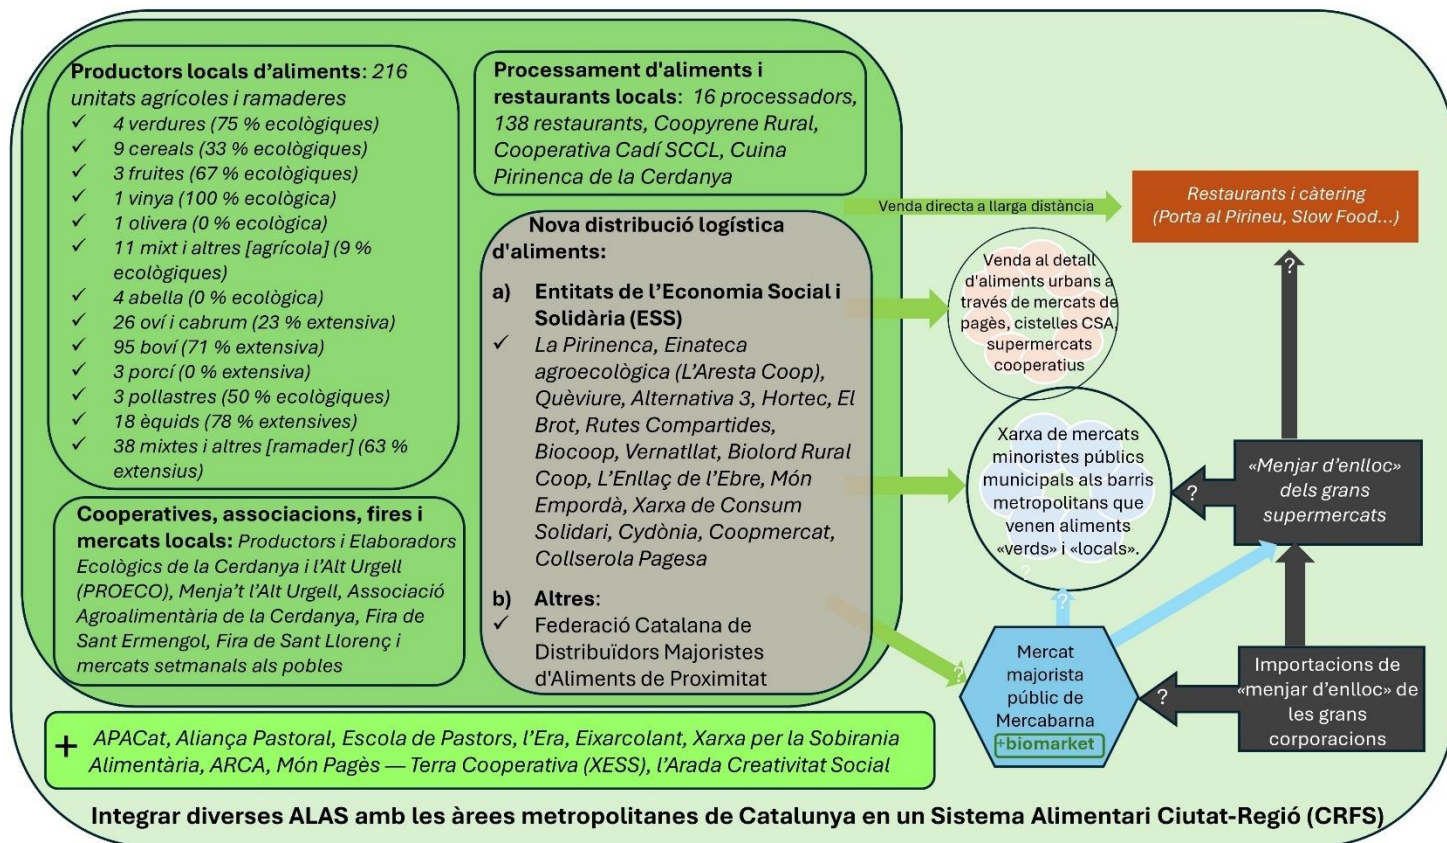 Productors locals d’aliments: 216
unitats agrícoles i ramaderes
✓ 4 verdures (75 % ecològiques)
✓ 9 cereals (33 % ecològiques)
✓ 3 fruites (67 % ecològiques)
✓ 1 vinya (100 % ecològica)
✓ 1 olivera (0 % ecològica)
✓ 11 mixt i altres [agrícola] (9 %
ecològiques)
✓ 4 abella (0 % ecològica)
✓ 26 oví i cabrum (23 % extensiva)
✓ 95 boví (71 % extensiva)
✓ 3 porcí (0 % extensiva)
✓ 3 pollastres (50 % ecològiques)
✓ 18 èquids (78 % extensives)
✓ 38 mixtes i altres [ramader] (63 %
extensius)
Cooperatives, associacions, fires i
mercats locals: Productors i Elaboradors
Ecològics de la Cerdanya i l’Alt Urgell
(PROECO), Menja’t l’Alt Urgell, Associació
Agroalimentària de la Cerdanya, Fira de
Sant Ermengol, Fira de Sant Llorenç i
mercats setmanals als pobles
Processament d'aliments i
restaurants locals: 16 processadors,
138 restaurants, Coopyrene Rural,
Cooperativa Cadí SCCL, Cuina
Pirinenca de la Cerdanya
Nova distribució logística
d'aliments:
a) Entitats de l’Economia Social i
Solidària (ESS)
✓ La Pirinenca, Einateca
agroecològica (L’Aresta Coop),
Quèviure, Alternativa 3, Hortec, El
Brot, Rutes Compartides,
Biocoop, Vernatllat, Biolord Rural
Coop, L'Enllaç de l’Ebre, Món
Empordà, Xarxa de Consum
Solidari, Cydònia, Coopmercat,
Collserola Pagesa
b) Altres:
✓ Federació Catalana de
Distribuïdors Majoristes
d'Aliments de Proximitat
+ APACat, Aliança Pastoral, Escola de Pastors, l’Era, Eixarcolant, Xarxa per la Sobirania
Alimentària, ARCA, Món Pagès — Terra Cooperativa (XESS), l’Arada Creativitat Social
Venda directa a llarga distància
Restaurants i càtering
(Porta al Pirineu, Slow Food...)
?
Venda al detall
d'aliments urbans a
través de mercats de
pagès, cistelles CSA,
supermercats
cooperatius
Xarxa de mercats
minoristes públics
municipals als barris
metropolitans que
venen aliments
«verds» i «locals».
?
?
«Menjar d’enlloc»
dels grans
supermercats
?
?
Mercat
majorista
públic de
Mercabarna
+biomarket
?
Importacions de
«menjar d’enlloc» de
les grans
corporacions
Integrar diverses ALAS amb les àrees metropolitanes de Catalunya en un Sistema Alimentari Ciutat-Regió (CRFS)